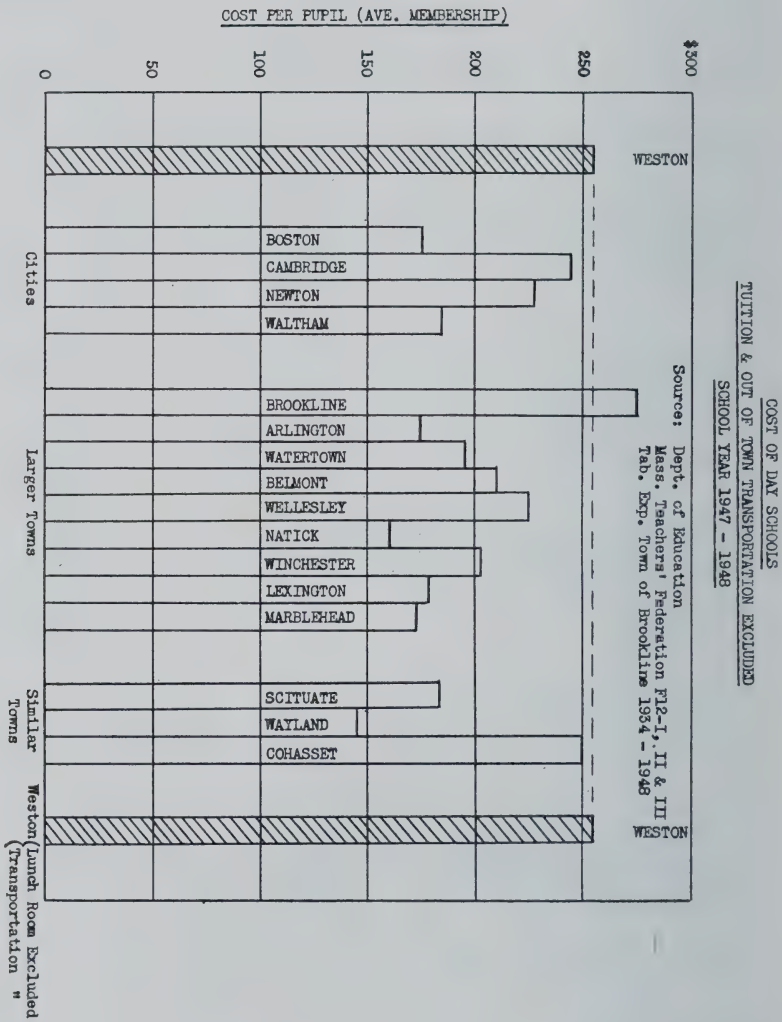 COST OF DAY SCHOOLS
TUITION & OUT OF TOWN TRANSPORTATION EXCLUDED
SCHOOL YEAR 1947 - 1948
COST PER PUPIL (AVE. MEMBERSHIP)
$300
250
200
150
100
50
0
Source: Dept. of Education
Mass. Teachers' Federation F12-I, II & III
Tab. Exp. Town of Brookline 1934 - 1948
WESTON
BOSTON
CAMBRIDGE
NEWTON
WALTHAM
BROOKLINE
ARLINGTON
WATERTOWN
BELMONT
WELLESLEY
NATICK
WINCHESTER
LEXINGTON
MARBLEHEAD
SCITUATE
WAYLAND
COHASSET
WESTON
Cities
Larger Towns
Similar
Towns
Weston (Lunch Room Excluded
(Transportation "